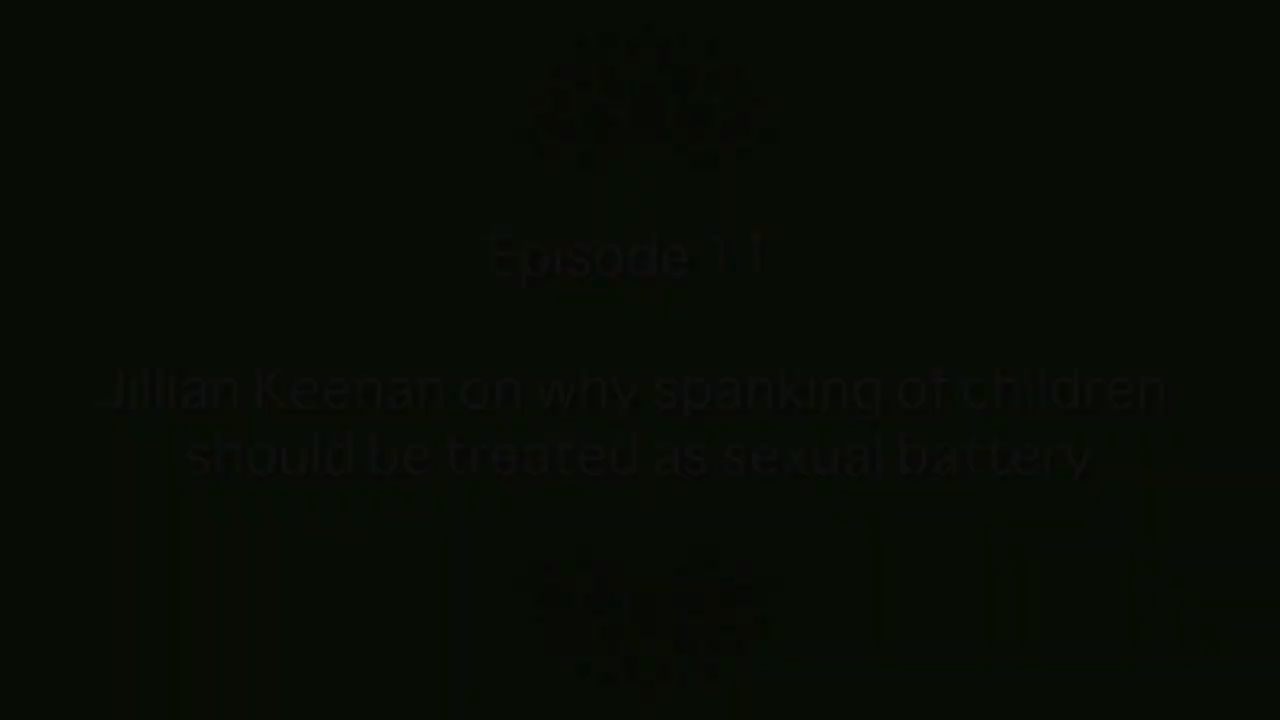 Episode 11
Jillian Keenan on why spanking of children
should be treated as sexual battery